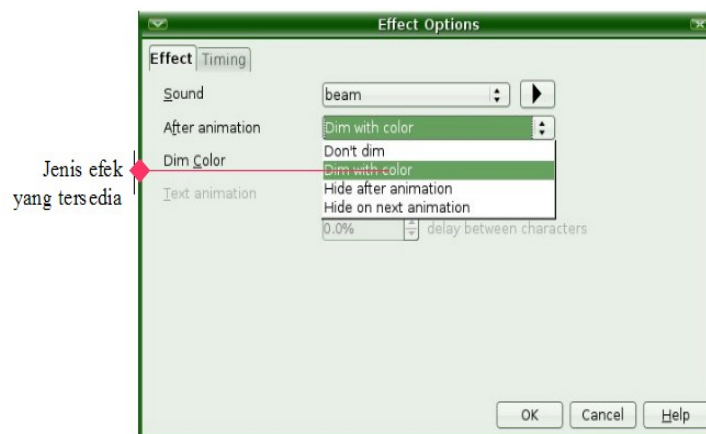 Effect Options
Effect Timing
Sound beam
After animation Dim with color
Don't dim
Dim Color Dim with color
Jenis efek
yang tersedia
Text animation Hide after animation
Hide on next animation
0.0% delay between characters
OK Cancel Help